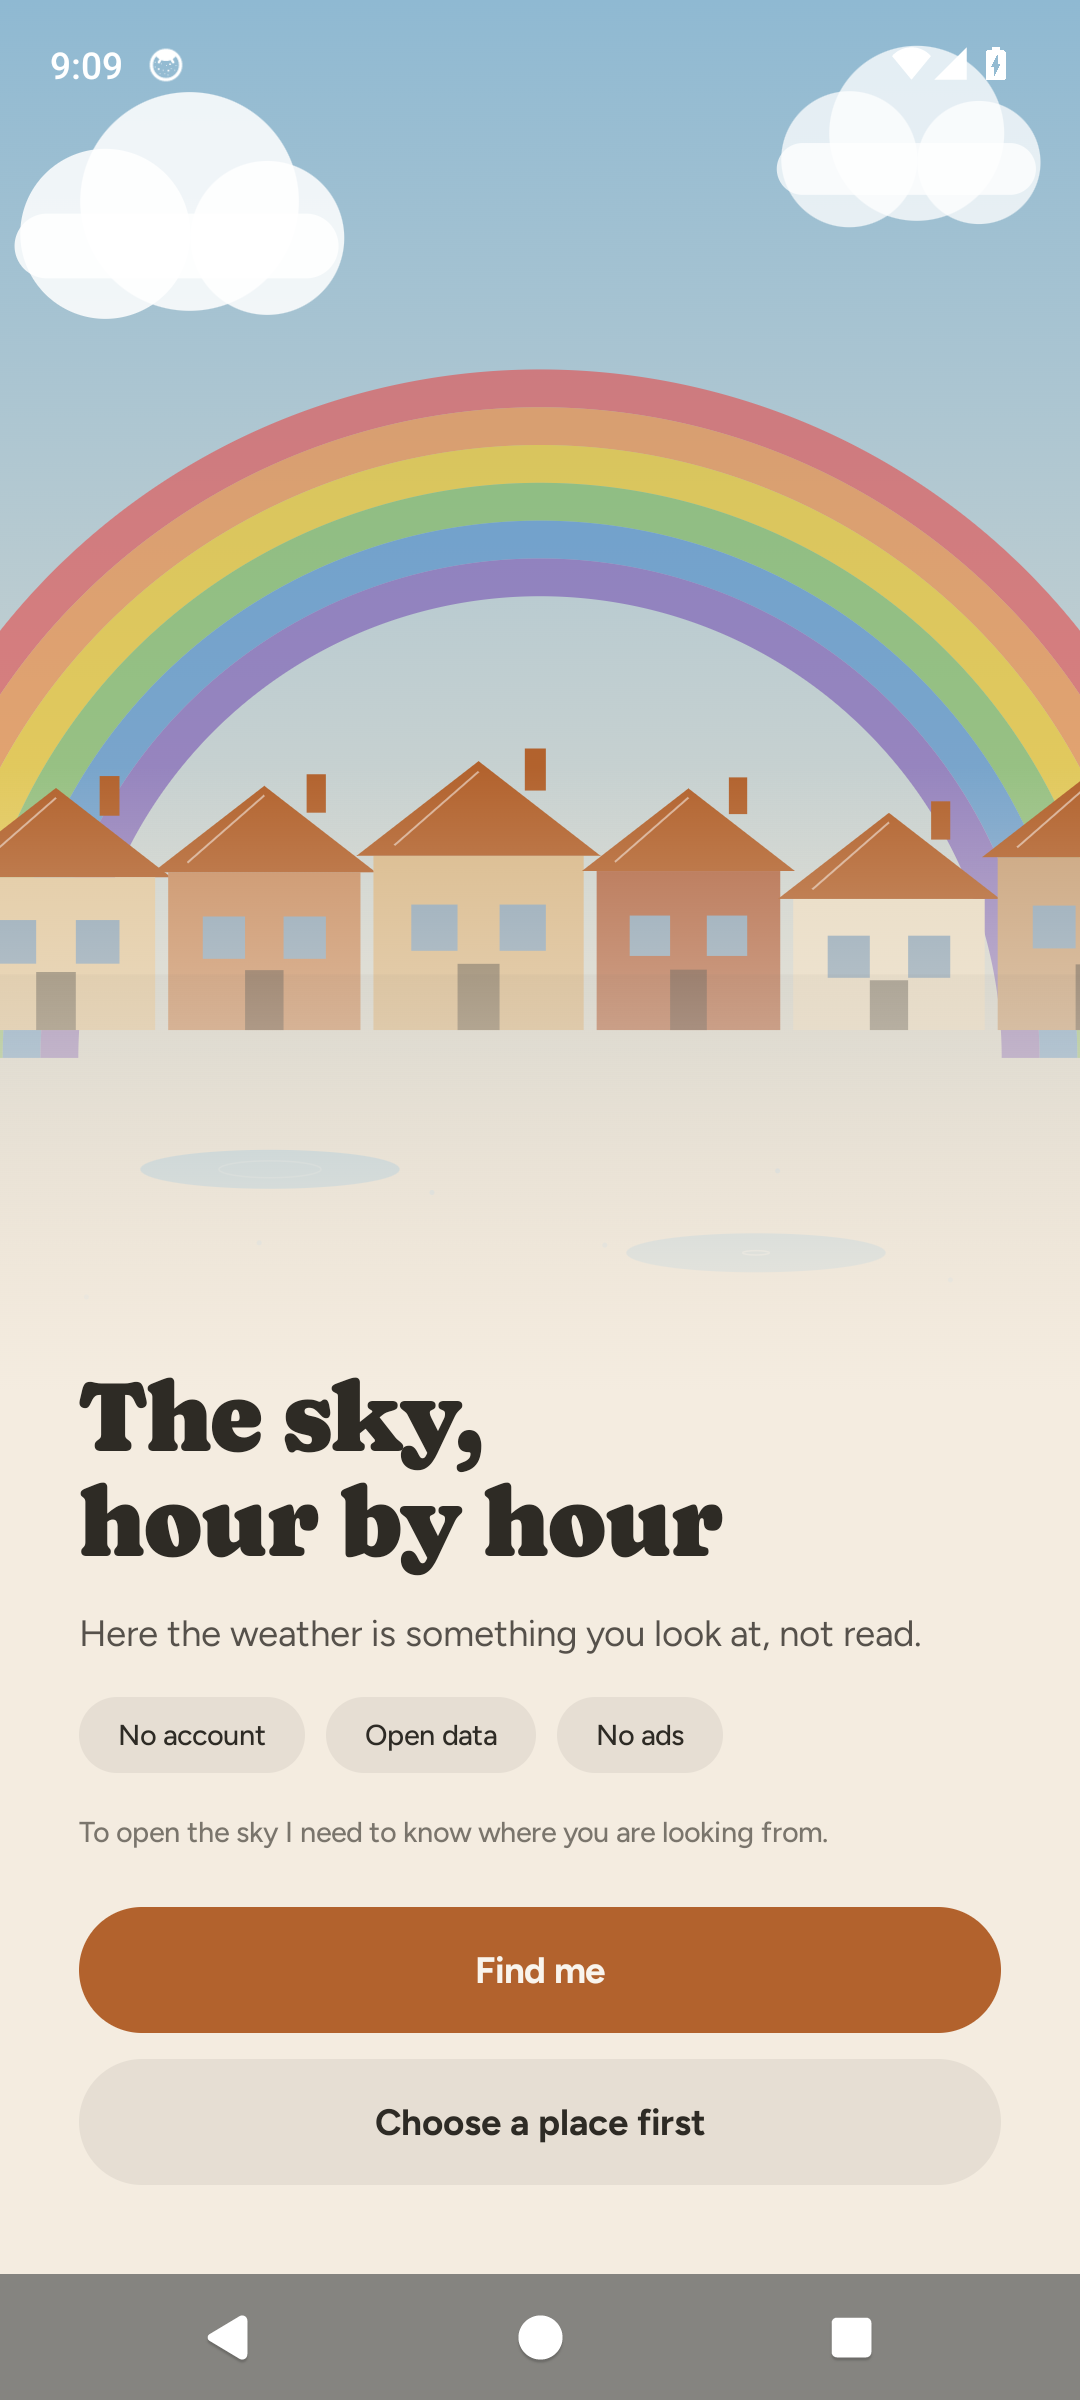 9:09
The sky,
hour by hour
Here the weather is something you look at, not read.
No account
Open data
No ads
To open the sky I need to know where you are looking from.
Find me
Choose a place first